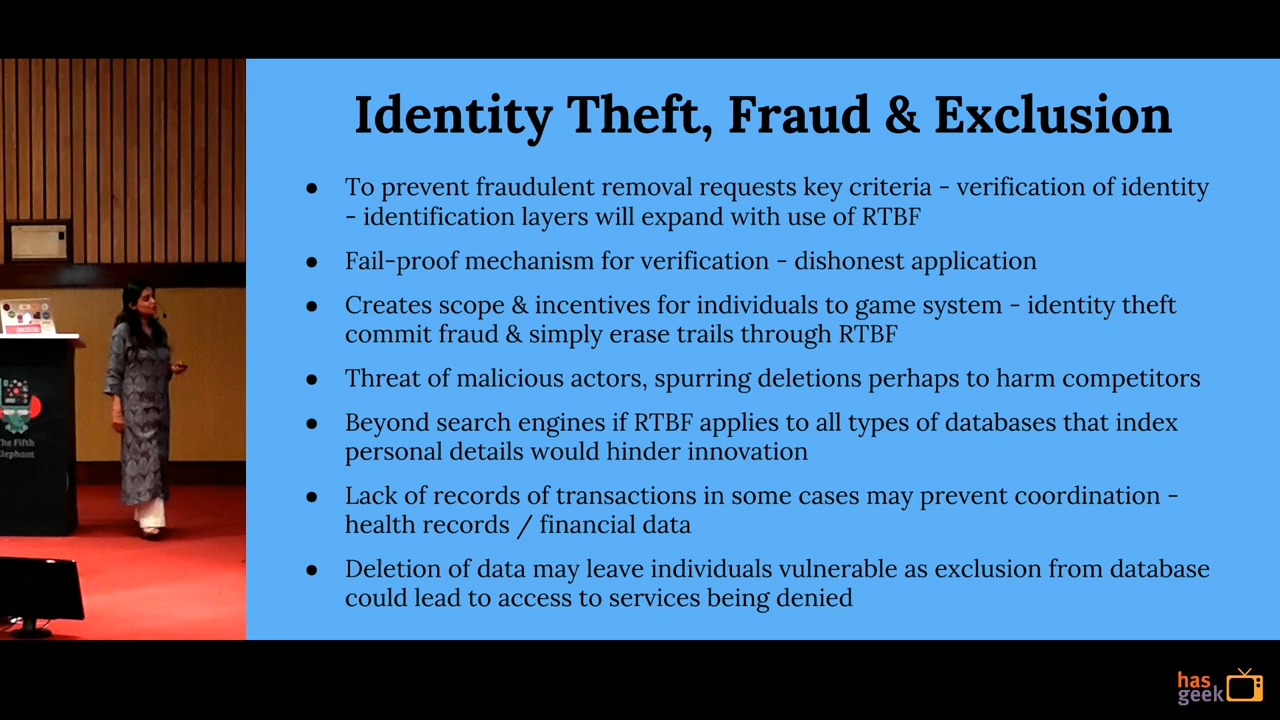 Identity Theft, Fraud & Exclusion
● To prevent fraudulent removal requests key criteria - verification of identity
- identification layers will expand with use of RTBF
● Fail-proof mechanism for verification - dishonest application
● Creates scope & incentives for individuals to game system - identity theft
commit fraud & simply erase trails through RTBF
● Threat of malicious actors, spurring deletions perhaps to harm competitors
● Beyond search engines if RTBF applies to all types of databases that index
personal details would hinder innovation
● Lack of records of transactions in some cases may prevent coordination -
health records / financial data
● Deletion of data may leave individuals vulnerable as exclusion from database
could lead to access to services being denied
The Fifth
Elephant
has
geek